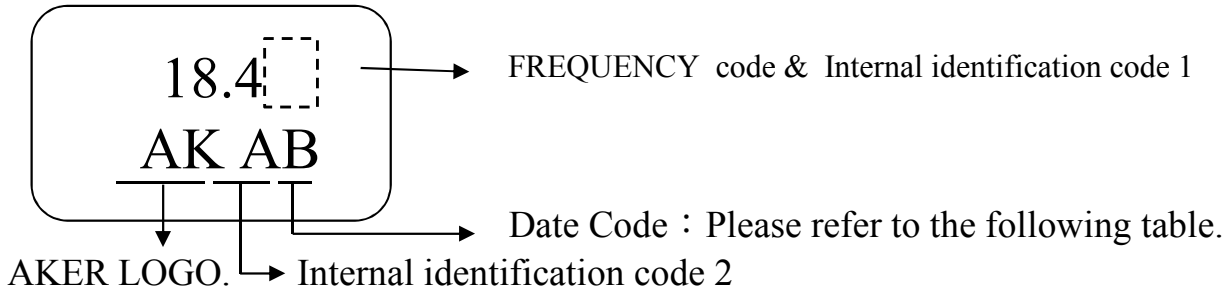 18.4
FREQUENCY code & Internal identification code 1
AK AB
Date Code：Please refer to the following table.
AKER LOGO.
Internal identification code 2